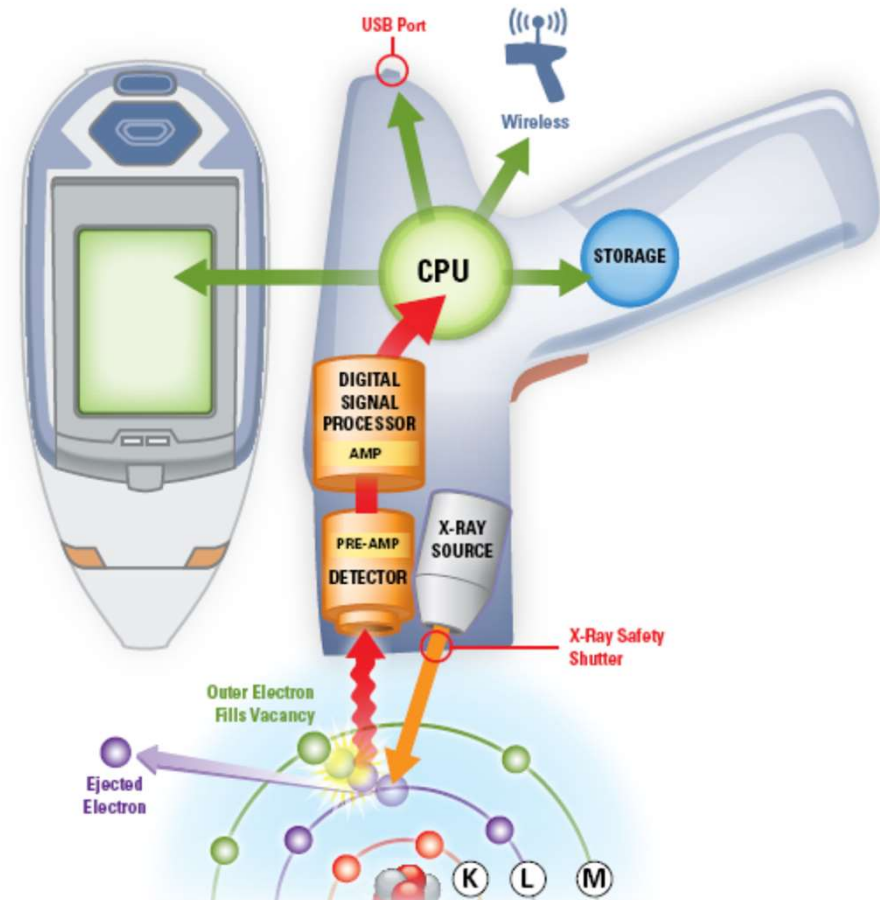 USB Port
Wireless
CPU
STORAGE
DIGITAL
SIGNAL
PROCESSOR
AMP
PRE-AMP
DETECTOR
X-RAY
SOURCE
X-Ray Safety
Shutter
Outer Electron
Fills Vacancy
Ejected
Electron
K
L
M